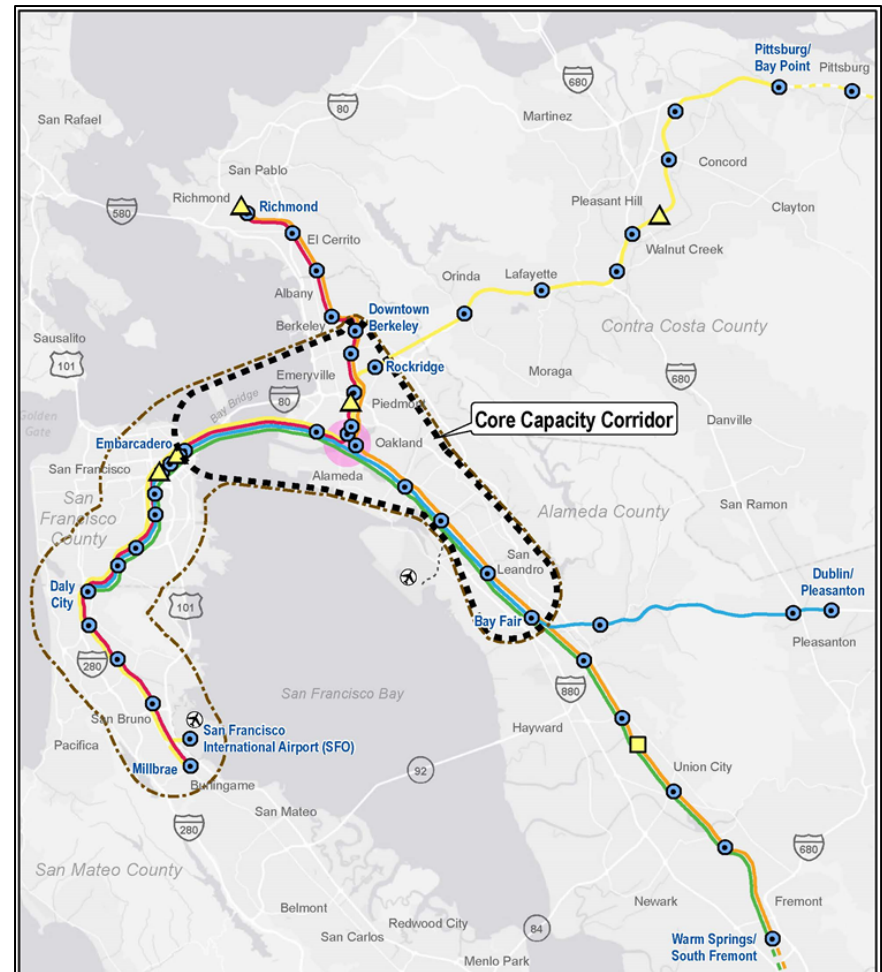 Pittsburg/
Bay Point
Pittsburg
680
80
Martinez
San Rafael
Concord
San Pablo
Richmond
Richmond
580
Pleasant Hill
Clayton
El Cerrito
Walnut Creek
Orinda
Lafayette
Albany
Downtown
Berkeley
Berkeley
Contra Costa County
Sausalito
101
Rockridge
Emeryville
Moraga
680
80
Bay Bridge
Piedmont
Core Capacity Corridor
Danville
Golden
Gate
Embarcadero
Oakland
San Francisco
Alameda
San
Francisco
County
Alameda County
San Ramon
San
Leandro
Daly
City
Dublin/
Pleasanton
101
Bay Fair
Pleasanton
280
880
San Francisco Bay
San Bruno
San Francisco
International Airport (SFO)
Hayward
Pacifica
Millbrae
92
Union City
Burlingame
San Mateo
280
680
San Mateo County
Newark
Fremont
Belmont
Redwood City
84
San Carlos
Warm Springs/
South Fremont
Menlo Park